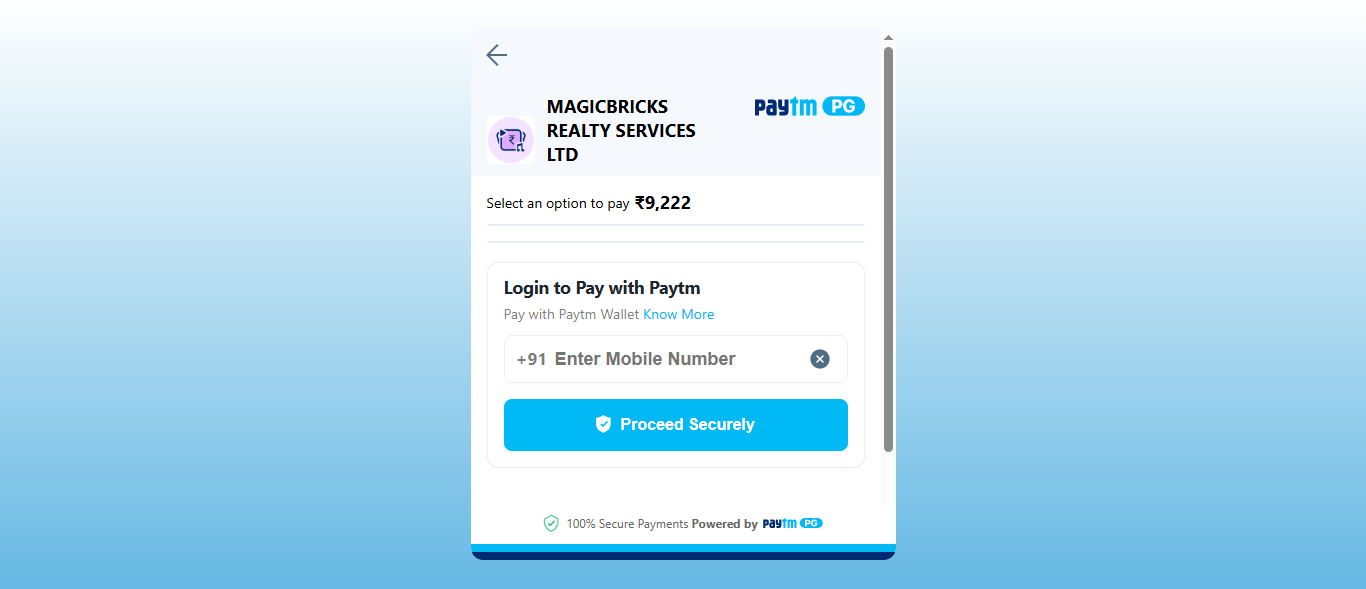 MAGICBRICKS
REALTY SERVICES
LTD
paytm PG
Select an option to pay ₹9,222
Login to Pay with Paytm
Pay with Paytm Wallet Know More
+91 Enter Mobile Number
Proceed Securely
100% Secure Payments Powered by paytm PG